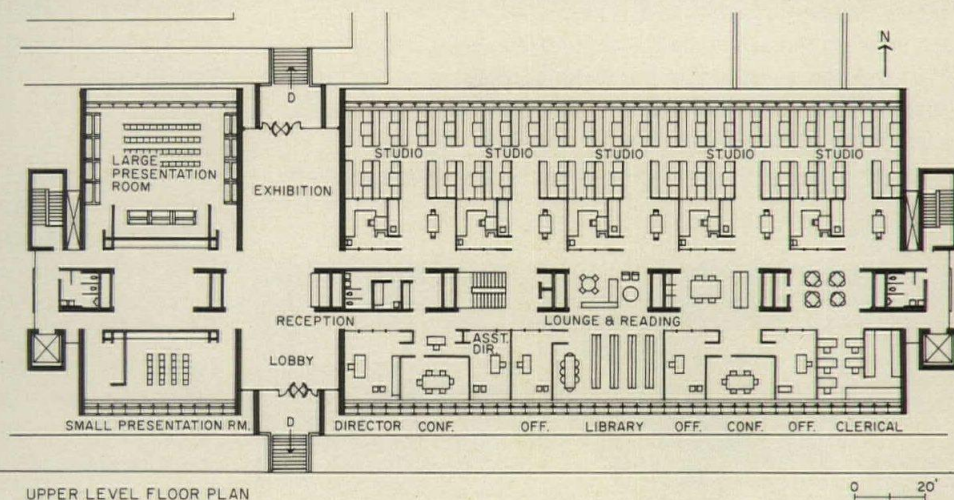 N
D
STUDIO STUDIO STUDIO STUDIO STUDIO
LARGE
PRESENTATION
ROOM
EXHIBITION
RECEPTION
LOUNGE & READING
ASST.
DIR.
LOBBY
D
SMALL PRESENTATION RM. DIRECTOR CONF. OFF. LIBRARY OFF. CONF. OFF. CLERICAL
UPPER LEVEL FLOOR PLAN
0 20'